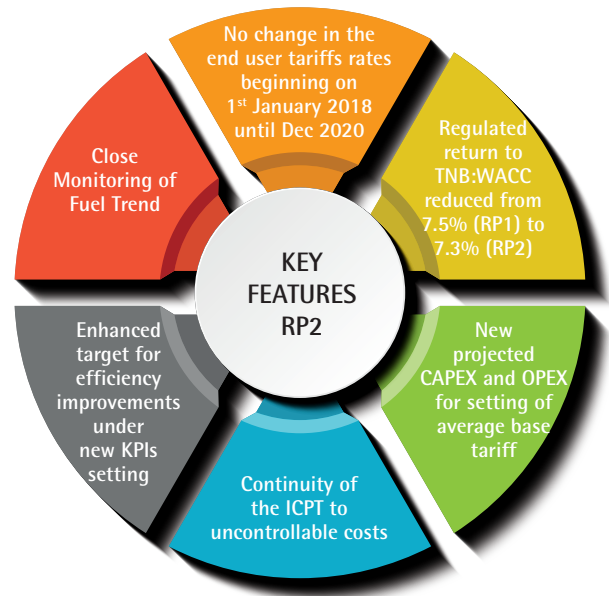 No change in the
end user tariffs rates
beginning on
1st January 2018
until Dec 2020
Regulated
return to
TNB:WACC
reduced from
7.5% (RP1) to
7.3% (RP2)
New
projected
CAPEX and OPEX
for setting of
average base
tariff
Continuity of
the ICPT to
uncontrollable costs
Enhanced
target for
efficiency
improvements
under
new KPIs
setting
Close
Monitoring of
Fuel Trend
KEY
FEATURES
RP2